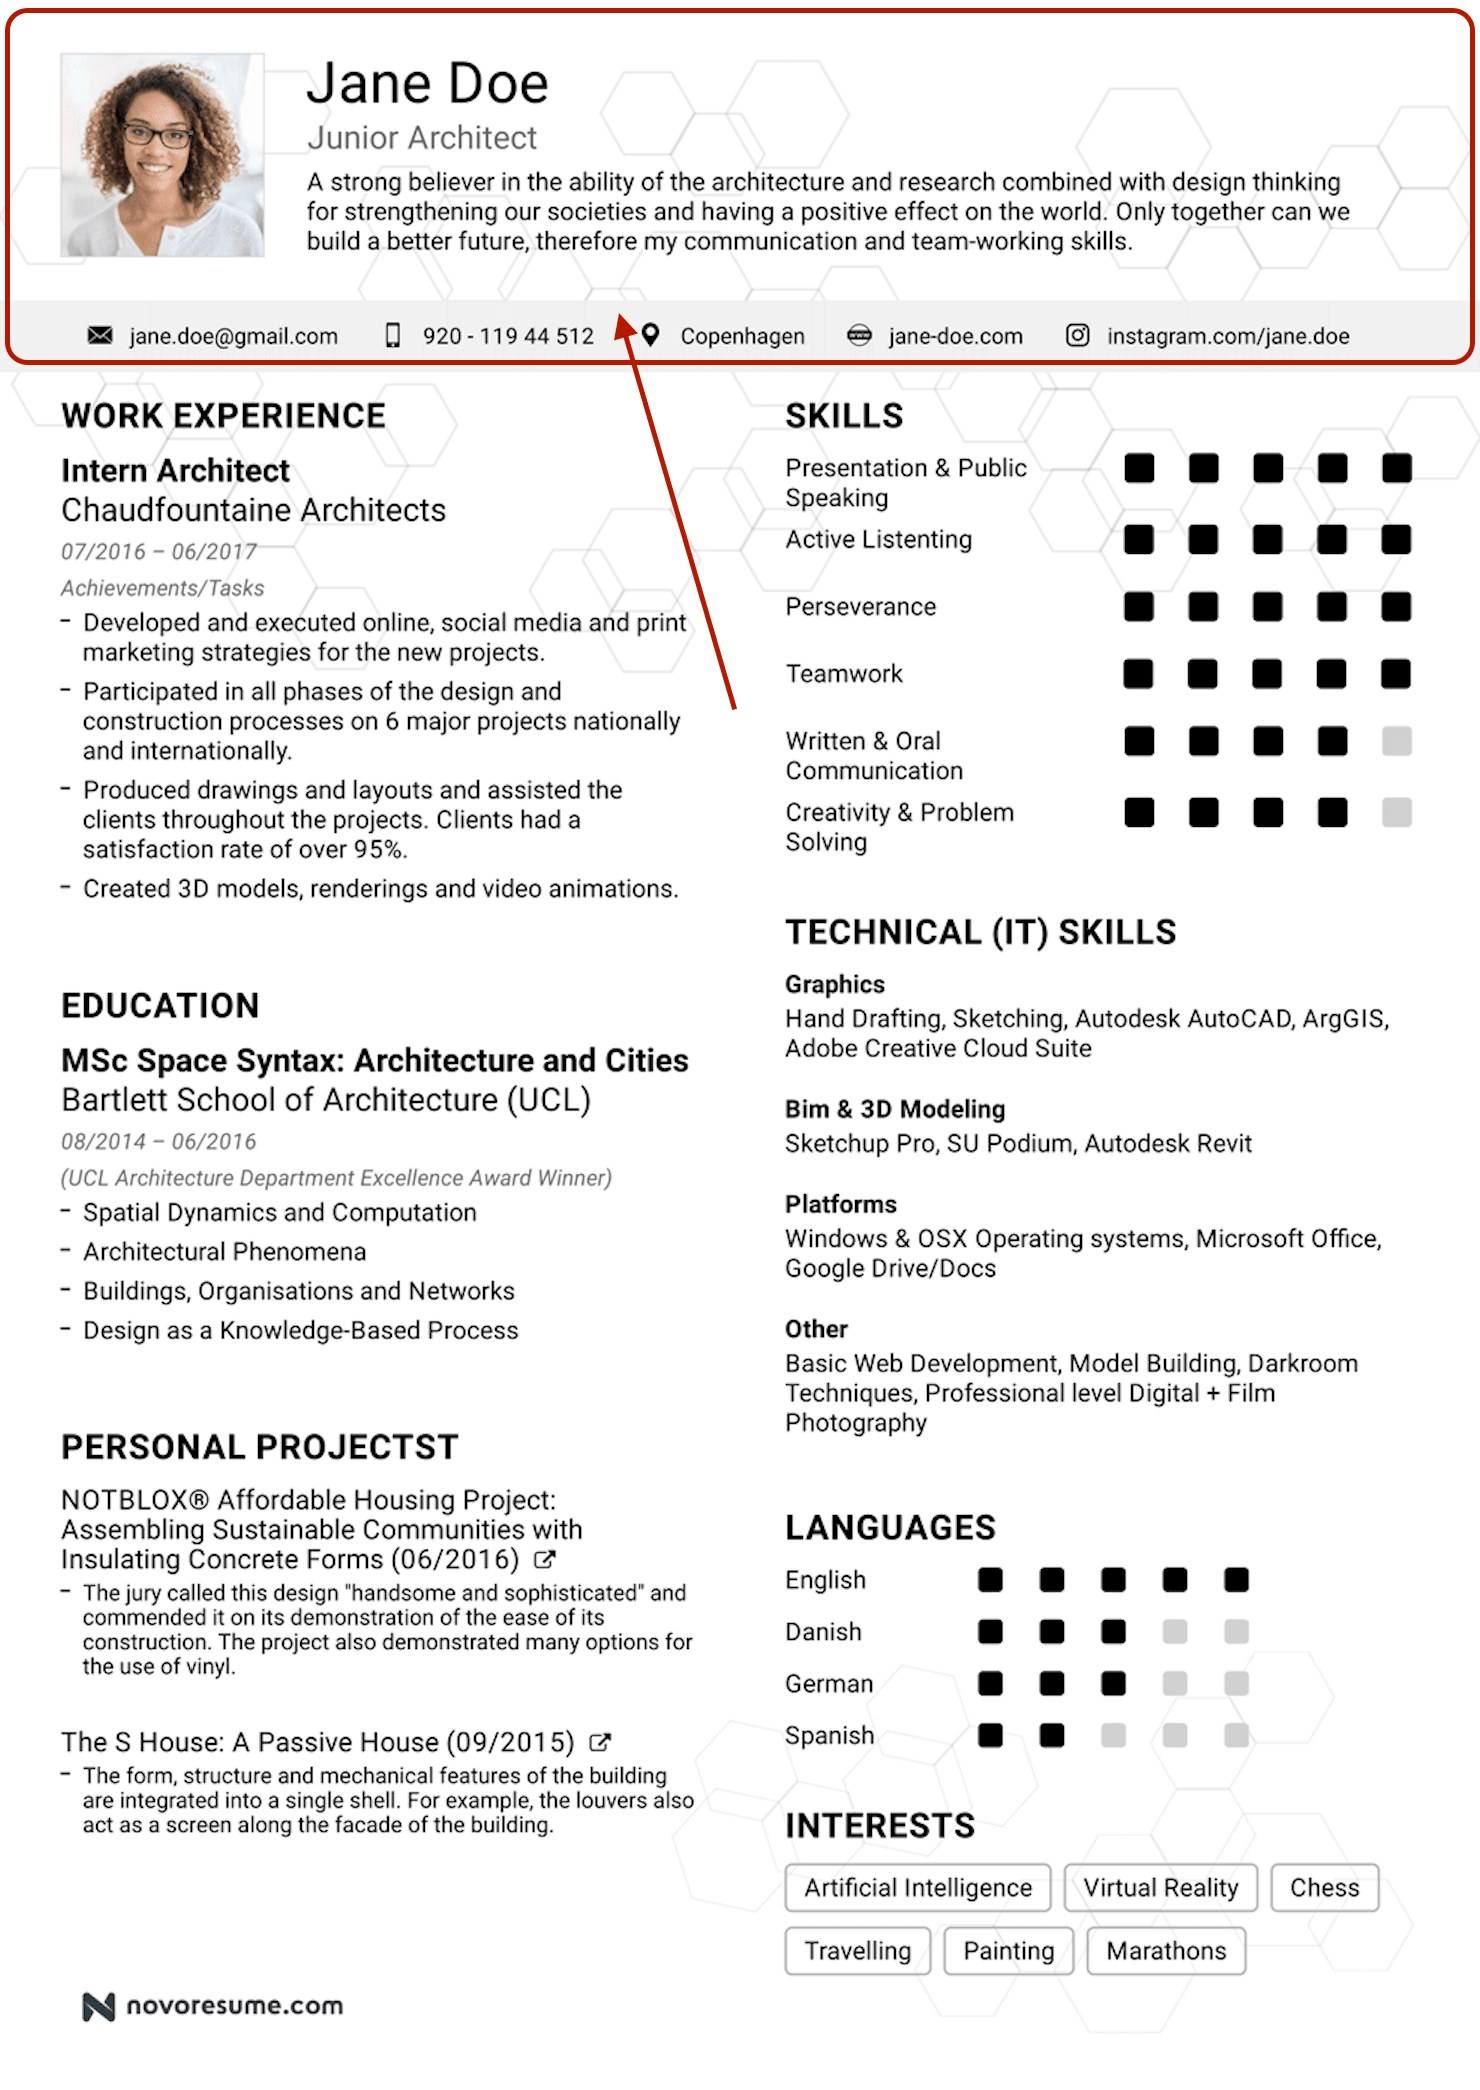 Jane Doe
Junior Architect
A strong believer in the ability of the architecture and research combined with design thinking
for strengthening our societies and having a positive effect on the world. Only together can we
build a better future, therefore my communication and team-working skills.
jane.doe@gmail.com
920 - 119 44 512
Copenhagen
jane-doe.com
instagram.com/jane.doe
WORK EXPERIENCE
Intern Architect
Chaudfountaine Architects
07/2016 – 06/2017
Achievements/Tasks
– Developed and executed online, social media and print
marketing strategies for the new projects.
– Participated in all phases of the design and
construction processes on 6 major projects nationally
and internationally.
– Produced drawings and layouts and assisted the
clients throughout the projects. Clients had a
satisfaction rate of over 95%.
– Created 3D models, renderings and video animations.
EDUCATION
MSc Space Syntax: Architecture and Cities
Bartlett School of Architecture (UCL)
08/2014 – 06/2016
(UCL Architecture Department Excellence Award Winner)
– Spatial Dynamics and Computation
– Architectural Phenomena
– Buildings, Organisations and Networks
– Design as a Knowledge-Based Process
PERSONAL PROJECTST
NOTBLOX® Affordable Housing Project:
Assembling Sustainable Communities with
Insulating Concrete Forms (06/2016)
– The jury called this design "handsome and sophisticated" and
commended it on its demonstration of the ease of its
construction. The project also demonstrated many options for
the use of vinyl.
The S House: A Passive House (09/2015)
– The form, structure and mechanical features of the building
are integrated into a single shell. For example, the louvers also
act as a screen along the facade of the building.
SKILLS
Presentation & Public
Speaking
Active Listenting
Perseverance
Teamwork
Written & Oral
Communication
Creativity & Problem
Solving
TECHNICAL (IT) SKILLS
Graphics
Hand Drafting, Sketching, Autodesk AutoCAD, ArgGIS,
Adobe Creative Cloud Suite
Bim & 3D Modeling
Sketchup Pro, SU Podium, Autodesk Revit
Platforms
Windows & OSX Operating systems, Microsoft Office,
Google Drive/Docs
Other
Basic Web Development, Model Building, Darkroom
Techniques, Professional level Digital + Film
Photography
LANGUAGES
English
Danish
German
Spanish
INTERESTS
Artificial Intelligence
Virtual Reality
Chess
Travelling
Painting
Marathons
novoresume.com